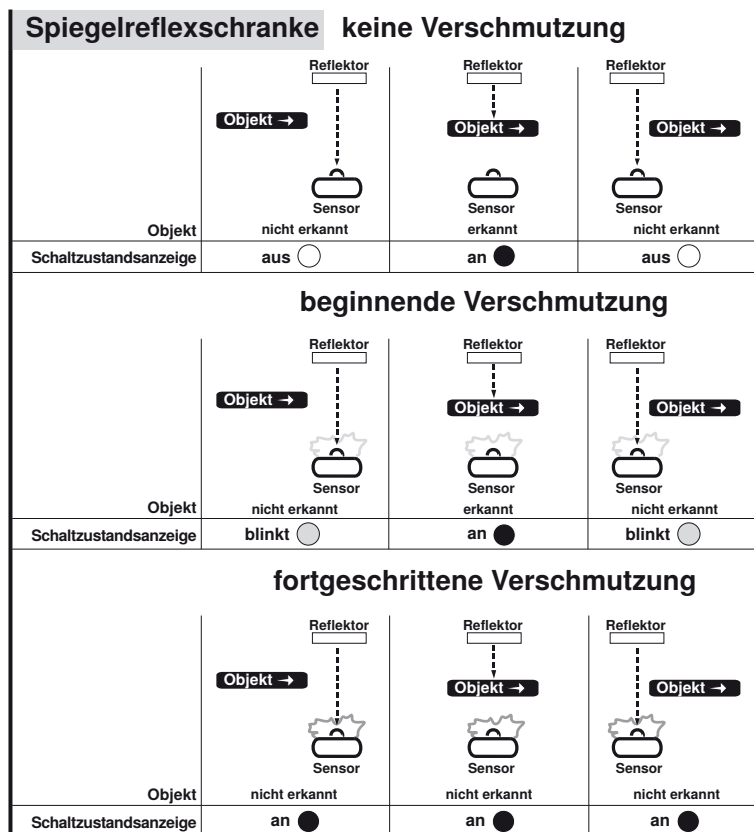 Spiegelreflexschranke keine Verschmutzung
Reflektor Reflektor Reflektor
Objekt → Objekt → Objekt →
Sensor Sensor Sensor
Objekt nicht erkannt erkannt nicht erkannt
Schaltzustandsanzeige aus an aus
beginnende Verschmutzung
Reflektor Reflektor Reflektor
Objekt → Objekt → Objekt →
Sensor Sensor Sensor
Objekt nicht erkannt erkannt nicht erkannt
Schaltzustandsanzeige blinkt an blinkt
fortgeschrittene Verschmutzung
Reflektor Reflektor Reflektor
Objekt → Objekt → Objekt →
Sensor Sensor Sensor
Objekt nicht erkannt nicht erkannt nicht erkannt
Schaltzustandsanzeige an an an